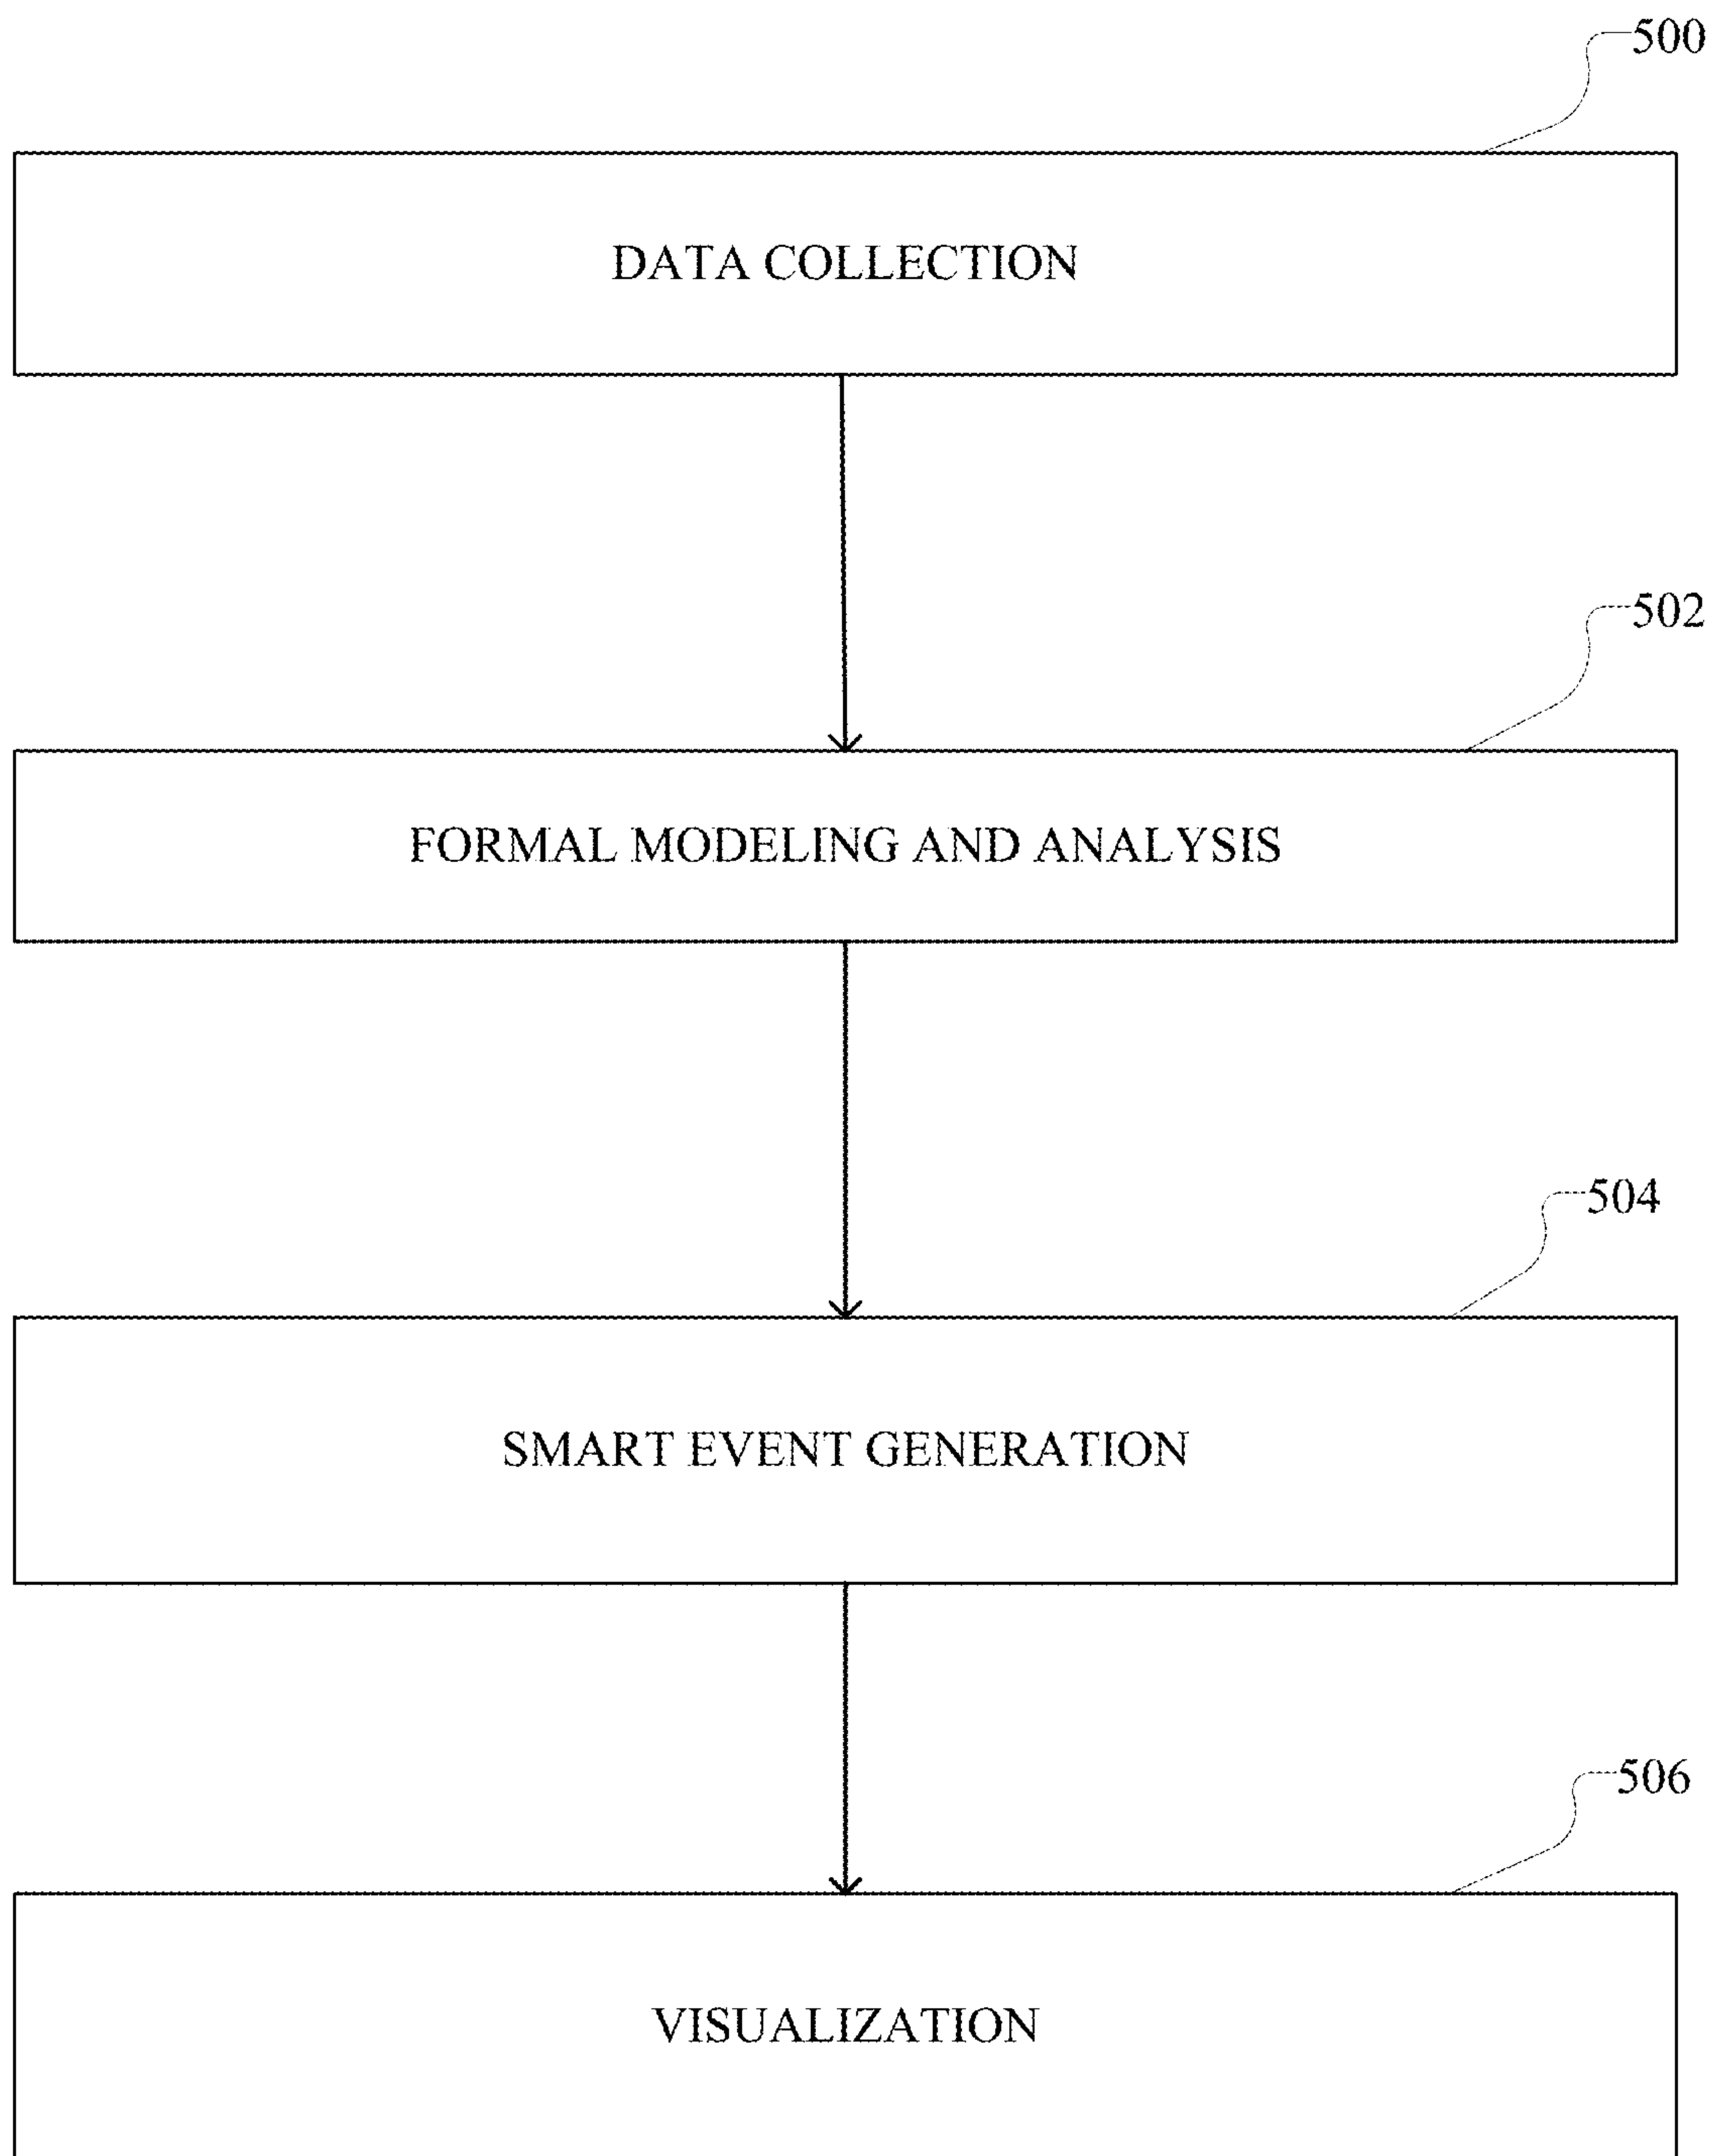 500
DATA COLLECTION
502
FORMAL MODELING AND ANALYSIS
504
SMART EVENT GENERATION
506
VISUALIZATION